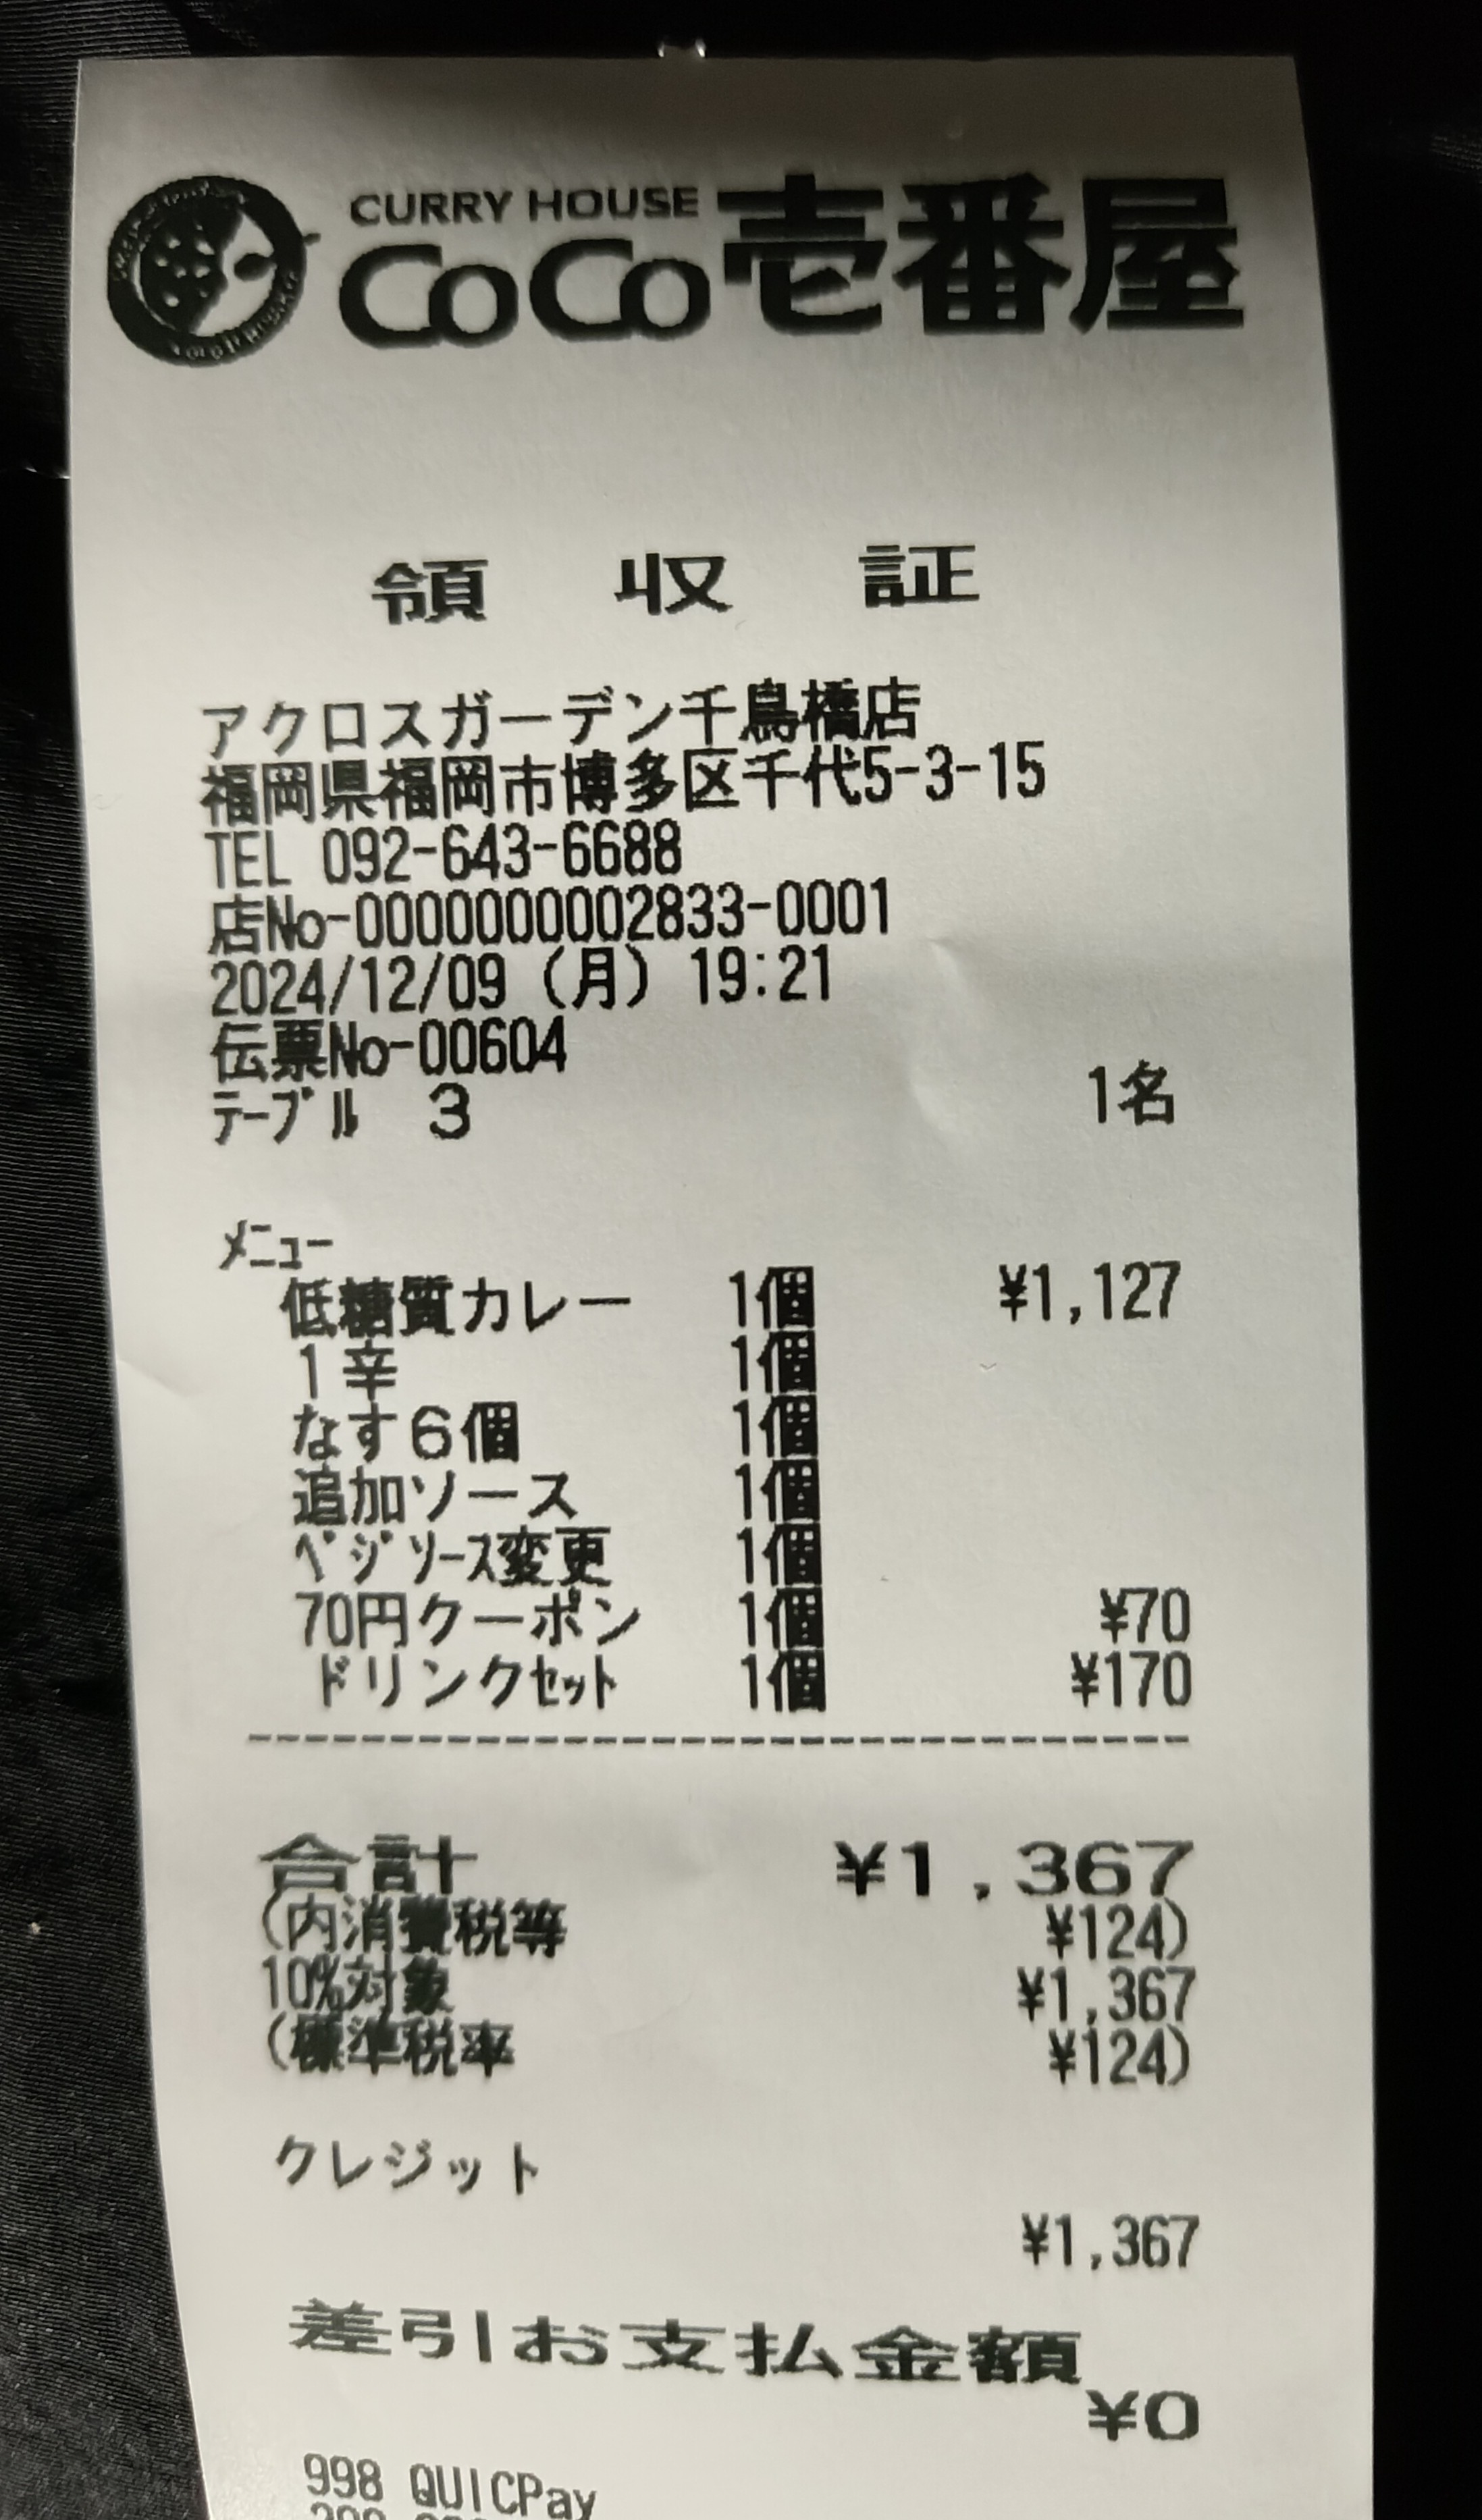 CURRY HOUSE
CoCo壱番屋
領 収 証
アクロスガーデン千鳥橋店
福岡県福岡市博多区千代5-3-15
TEL 092-643-6688
店No-0000000002833-0001
2024/12/09（月）19:21
伝票No-00604
ﾃｰﾌﾞﾙ 3 1名
ﾒﾆｭｰ
低糖質カレー 1個 ¥1,127
1辛 1個
なす6個 1個
追加ソース 1個
ﾍﾞｼﾞｿｰｽ変更 1個
70円クーポン 1個 ¥70
ドリンクｾｯﾄ 1個 ¥170
--------------------------------
合計 ¥1,367
(内消費税等 ¥124)
10%対象 ¥1,367
(標準税率 ¥124)
クレジット
¥1,367
差引お支払金額
¥0
998 QUICPay